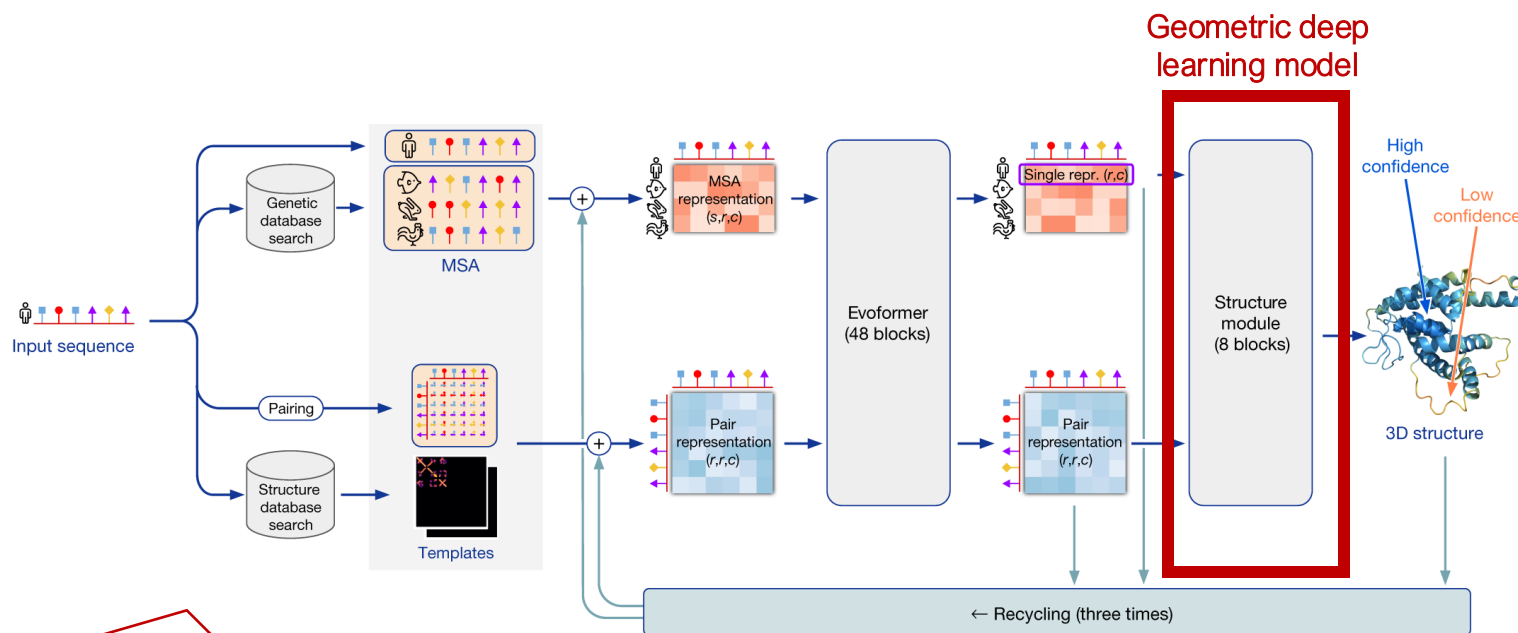 Geometric deep
learning model
High
confidence
Low
confidence
Genetic
database
search
MSA
MSA
representation
(s,r,c)
Single repr. (r,c)
Input sequence
Evoformer
(48 blocks)
Structure
module
(8 blocks)
Pairing
Pair
representation
(r,r,c)
Pair
representation
(r,r,c)
3D structure
Structure
database
search
Templates
← Recycling (three times)